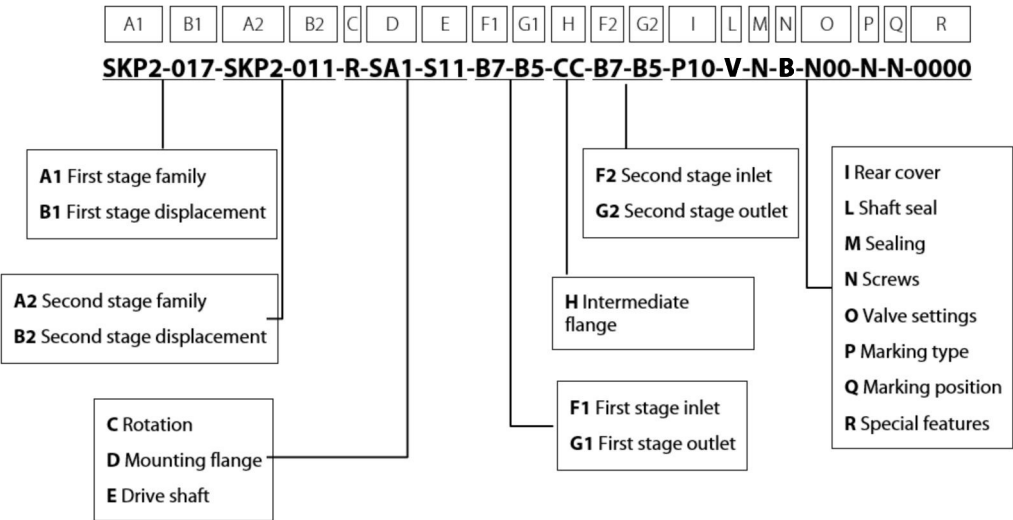 A1 B1 A2 B2 C D E F1 G1 H F2 G2 I L M N O P Q R
SKP2-017-SKP2-011-R-SA1-S11-B7-B5-CC-B7-B5-P10-V-N-B-N00-N-N-0000
A1 First stage family
B1 First stage displacement
A2 Second stage family
B2 Second stage displacement
C Rotation
D Mounting flange
E Drive shaft
F1 First stage inlet
G1 First stage outlet
H Intermediate
flange
F2 Second stage inlet
G2 Second stage outlet
I Rear cover
L Shaft seal
M Sealing
N Screws
O Valve settings
P Marking type
Q Marking position
R Special features